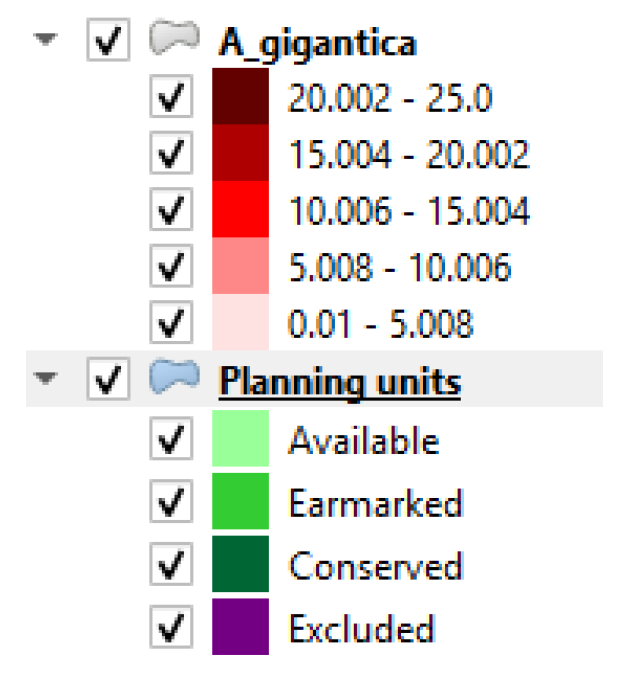 A_gigantica
20.002 - 25.0
15.004 - 20.002
10.006 - 15.004
5.008 - 10.006
0.01 - 5.008
Planning units
Available
Earmarked
Conserved
Excluded